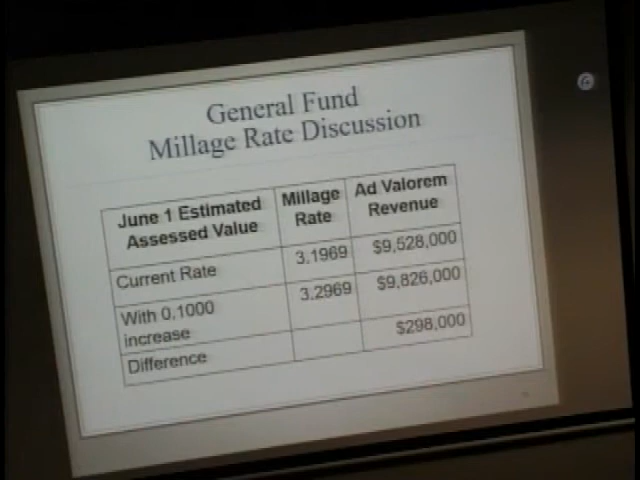 General Fund
Millage Rate Discussion
June 1 Estimated Assessed Value Millage Rate Ad Valorem Revenue
Current Rate 3.1969 $9,528,000
With 0.1000 increase 3.2969 $9,826,000
Difference $298,000